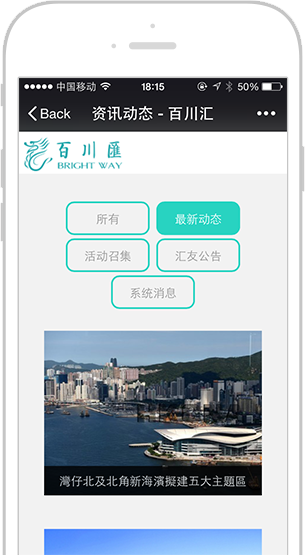 中国移动 18:15 50%
Back 资讯动态 - 百川汇
百川匯
BRIGHT WAY
所有 最新动态
活动召集 汇友公告
系统消息
灣仔北及北角新海濱擬建五大主題區